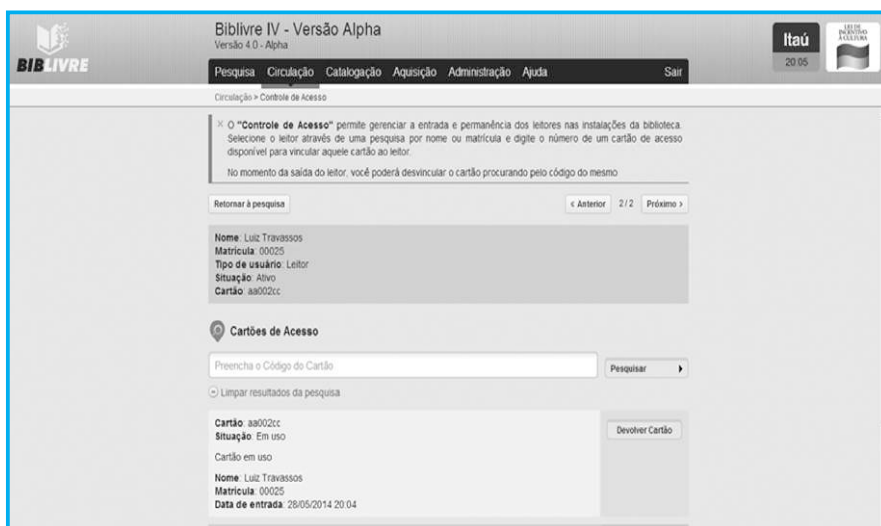 BIBLIVRE
Biblivre IV - Versão Alpha
Versão 4.0 - Alpha
Itaú
20:05
LEI DE
INCENTIVO
À CULTURA
Pesquisa Circulação Catalogação Aquisição Administração Ajuda Sair
Circulação > Controle de Acesso
× O "Controle de Acesso" permite gerenciar a entrada e permanência dos leitores nas instalações da biblioteca.
Selecione o leitor através de uma pesquisa por nome ou matrícula e digite o número de um cartão de acesso
disponível para vincular aquele cartão ao leitor.
No momento da saída do leitor, você poderá desvincular o cartão procurando pelo código do mesmo
Retornar à pesquisa
< Anterior 2 / 2 Próximo >
Nome: Luiz Travassos
Matrícula: 00025
Tipo de usuário: Leitor
Situação: Ativo
Cartão: aa002cc
Cartões de Acesso
Preencha o Código do Cartão
Pesquisar
Limpar resultados da pesquisa
Cartão: aa002cc
Situação: Em uso
Devolver Cartão
Cartão em uso
Nome: Luiz Travassos
Matrícula: 00025
Data de entrada: 28/05/2014 20:04